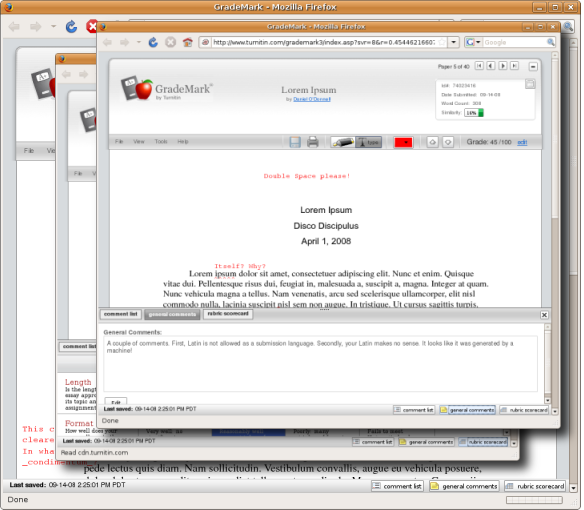 GradeMark - Mozilla Firefox
GradeMark - Mozilla Firefox
http://www.turnitin.com/grademark3/index.asp?svr=8&r=0.45446216607
Google
GradeMark®
by Turnitin
Lorem Ipsum
by Daniel O'Donnell
Paper 5 of 40
Id#: 74023416
Date Submitted: 09-14-08
Word Count:
Similarity:
File View Tools Help
type
Grade: 45 /100 edit
Double Space please!
Lorem Ipsum
Disco Discipulus
April 1, 2008
Itself? Why?
Lorem ipsum dolor sit amet, consectetuer adipiscing elit. Nunc et enim. Quisque
vitae dui. Pellentesque risus dui, feugiat in, malesuada a, suscipit a, magna. Integer at quam.
Nunc vehicula magna a tellus. Nam venenatis, arcu sed scelerisque ullamcorper, elit nisl
commodo nulla, lacinia suscipit nisl sem non augue. In tristique. Ut cursus sagittis turpis,
comment list general comments rubric scorecard
General Comments:
A couple of comments. First, Latin is not allowed as a submission language. Secondly, your Latin makes no sense. It looks like it was generated by a
machine!
Edit
Last saved: 09-14-08 2:25:01 PM PDT
comment list general comments rubric scorecard
Done
File
File
comment list
Length
Is the leng
essay appro
its topic an
assignment
Format
How well does your
Last saved: 09-14-08 2:25:01 PM PDT
comment list general comments rubric scorecard
Read cdn.turnitin.com
This c
cleare
In wha
_condimentum_
pede lectus quis diam. Nam sollicitudin. Vestibulum convallis, augue eu vehicula posuere,
Last saved: 09-14-08 2:25:01 PM PDT
comment list general comments rubric scorecard
Done